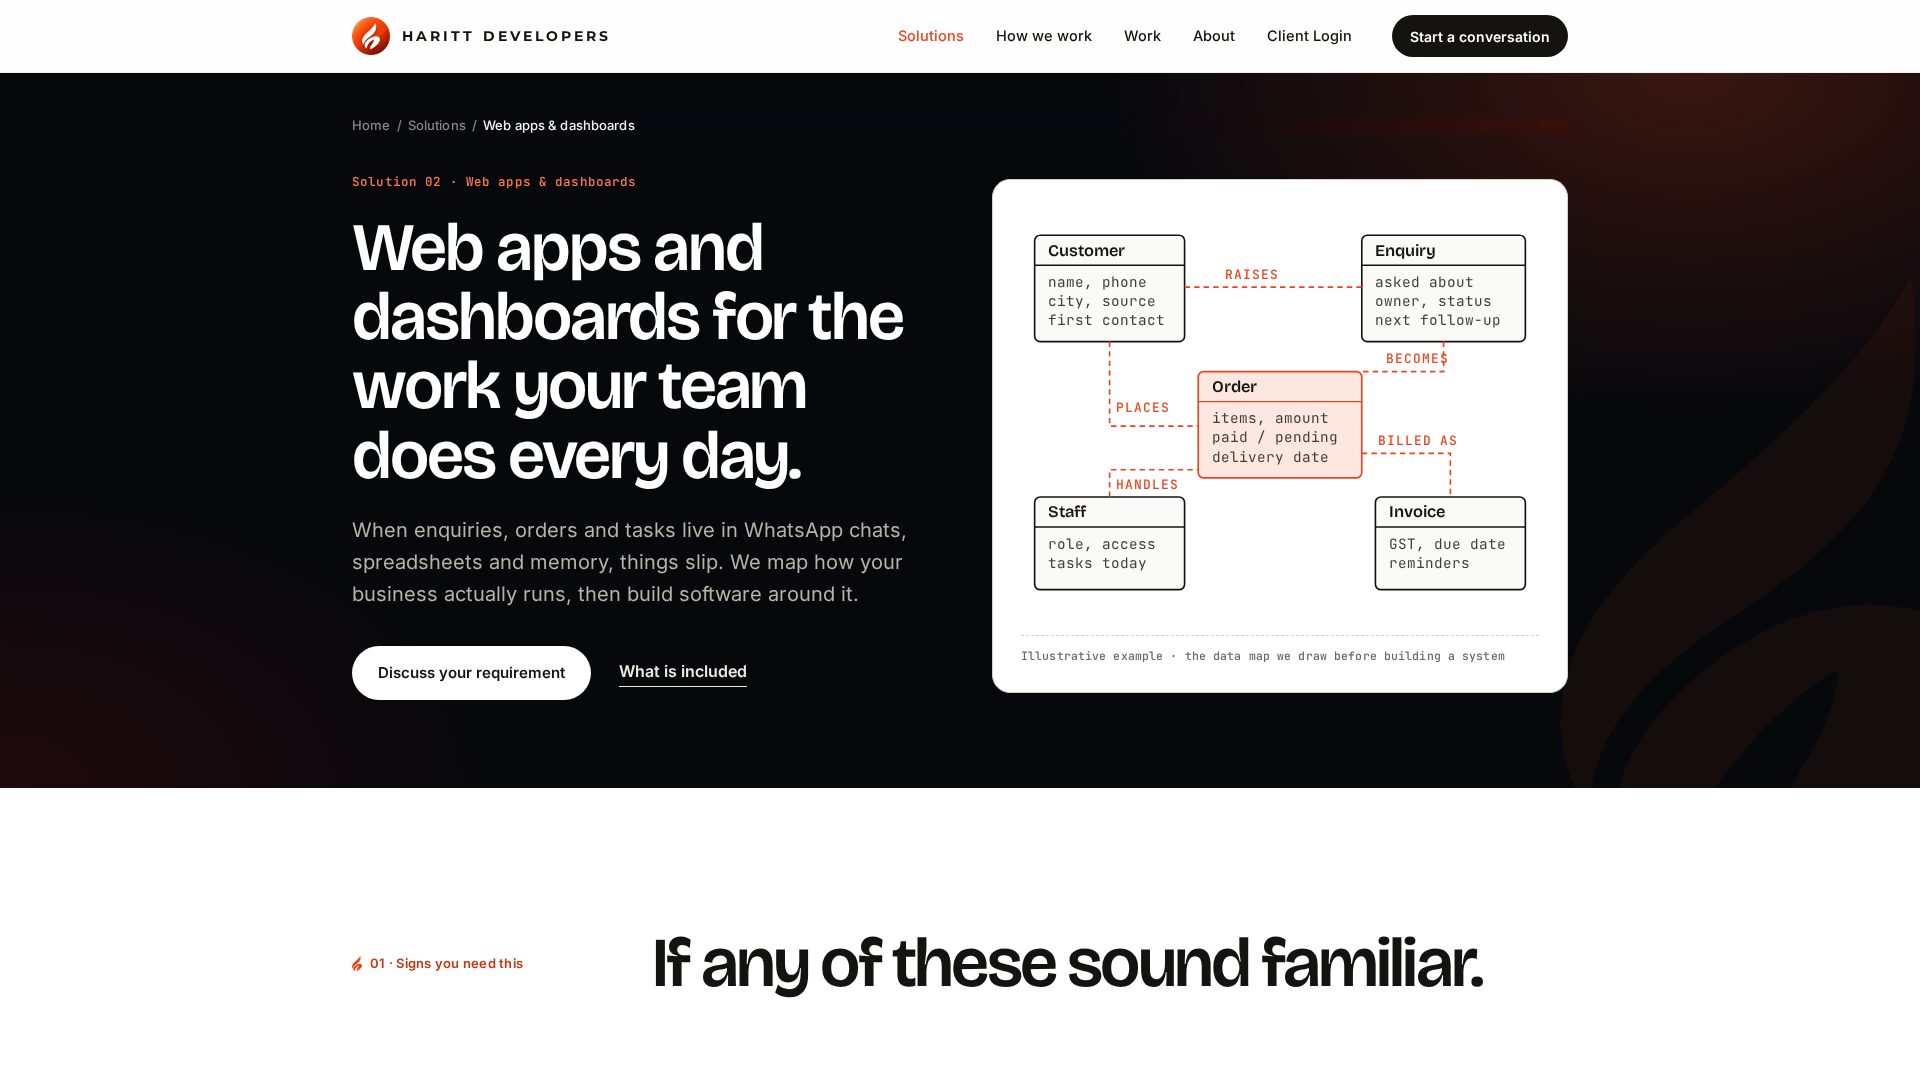 HARITT DEVELOPERS
Solutions
How we work
Work
About
Client Login
Start a conversation
Home / Solutions / Web apps & dashboards
Solution 02 · Web apps & dashboards
Web apps and
dashboards for the
work your team
does every day.
When enquiries, orders and tasks live in WhatsApp chats,
spreadsheets and memory, things slip. We map how your
business actually runs, then build software around it.
Discuss your requirement
What is included
Customer
name, phone
city, source
first contact
RAISES
Enquiry
asked about
owner, status
next follow-up
BECOMES
Order
items, amount
paid / pending
delivery date
PLACES
BILLED AS
HANDLES
Staff
role, access
tasks today
Invoice
GST, due date
reminders
Illustrative example · the data map we draw before building a system
01 · Signs you need this
If any of these sound familiar.